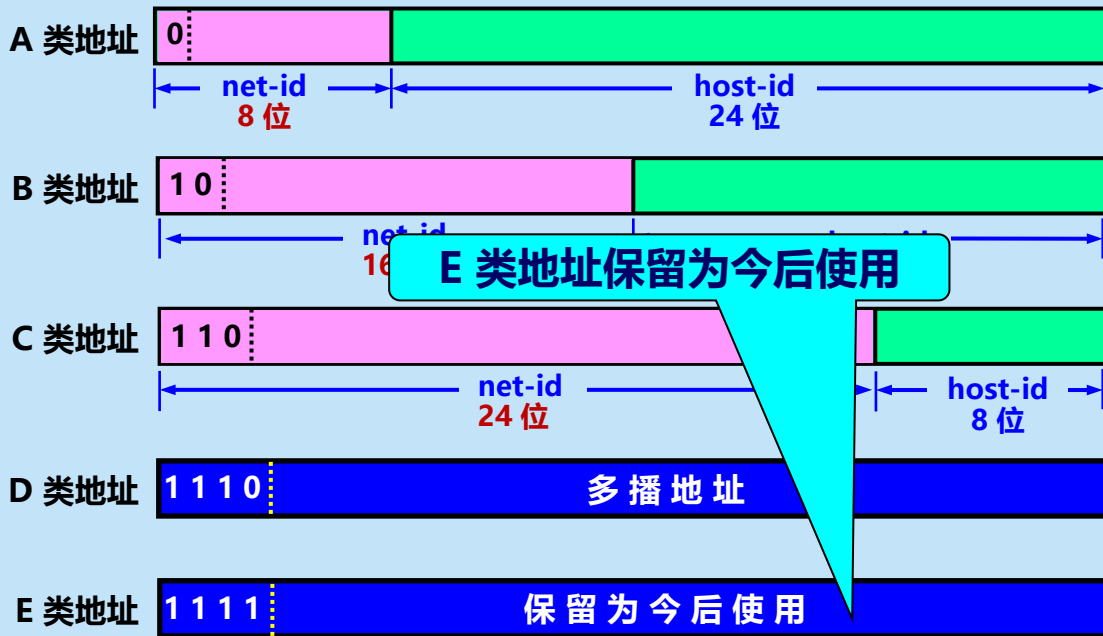 A 类地址
0
net-id
8 位
host-id
24 位
B 类地址
1 0
E 类地址保留为今后使用
C 类地址
1 1 0
net-id
24 位
host-id
8 位
D 类地址
1 1 1 0
多 播 地 址
E 类地址
1 1 1 1
保 留 为 今 后 使 用